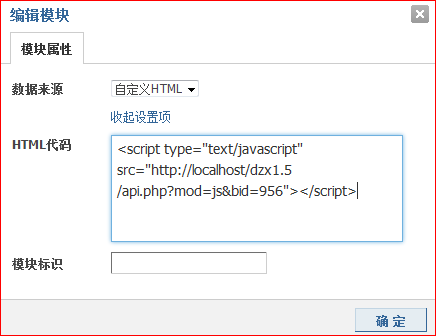 编辑模块
模块属性
数据来源 自定义HTML
收起设置项
HTML代码 <script type="text/javascript"
src="http://localhost/dzx1.5
/api.php?mod=js&bid=956"></script>
模块标识
确 定